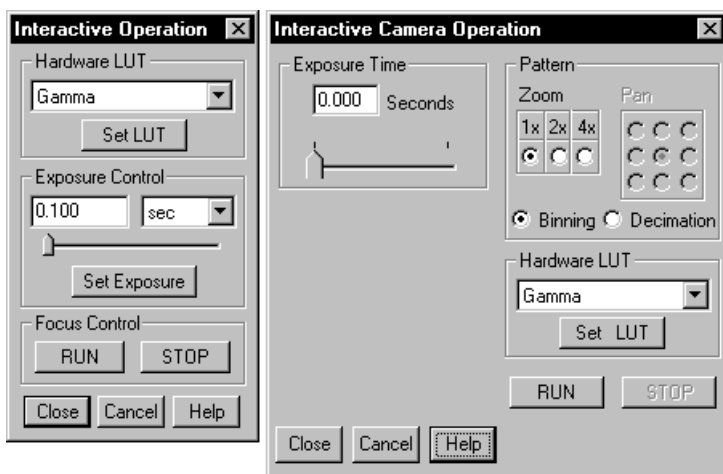 Interactive Operation
Hardware LUT
Gamma
Set LUT
Exposure Control
0.100 sec
Set Exposure
Focus Control
RUN STOP
Close Cancel Help
Interactive Camera Operation
Exposure Time
0.000 Seconds
Pattern
Zoom Pan
1x 2x 4x
Binning Decimation
Hardware LUT
Gamma
Set LUT
RUN STOP
Close Cancel Help